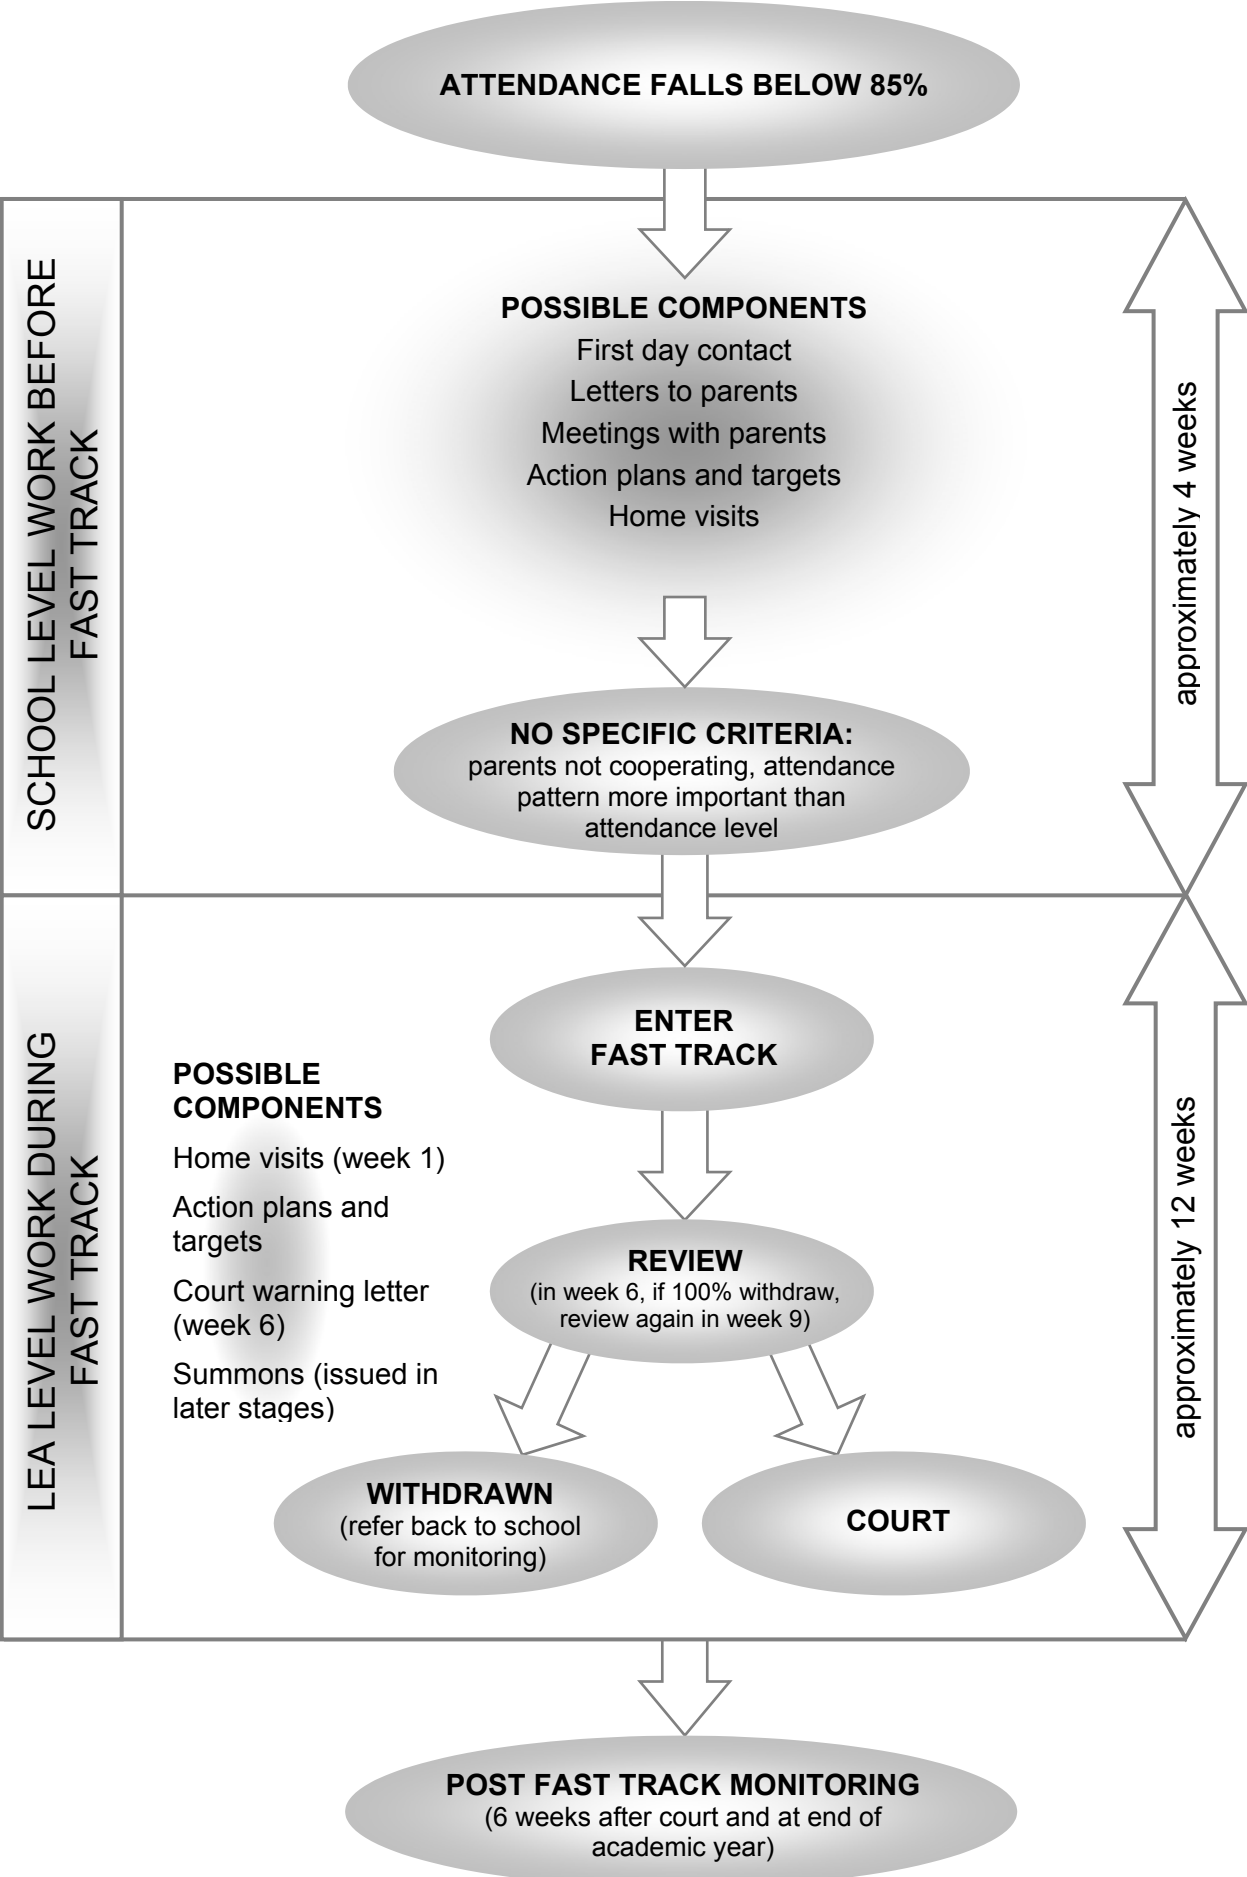 ATTENDANCE FALLS BELOW 85%
SCHOOL LEVEL WORK BEFORE
FAST TRACK
POSSIBLE COMPONENTS
First day contact
Letters to parents
Meetings with parents
Action plans and targets
Home visits
approximately 4 weeks
NO SPECIFIC CRITERIA:
parents not cooperating, attendance
pattern more important than
attendance level
LEA LEVEL WORK DURING
FAST TRACK
ENTER
FAST TRACK
POSSIBLE
COMPONENTS
Home visits (week 1)
Action plans and
targets
Court warning letter
(week 6)
Summons (issued in
later stages)
REVIEW
(in week 6, if 100% withdraw,
review again in week 9)
approximately 12 weeks
WITHDRAWN
(refer back to school
for monitoring)
COURT
POST FAST TRACK MONITORING
(6 weeks after court and at end of
academic year)